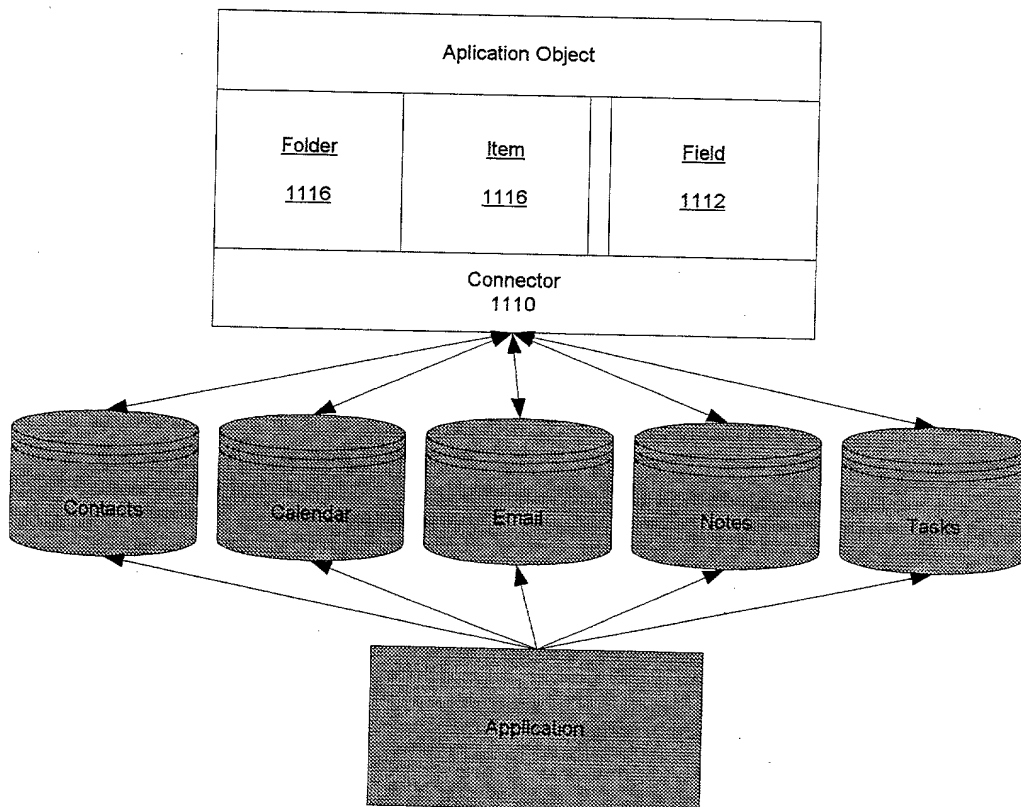 Aplication Object
Folder
1116
Item
1116
Field
1112
Connector
1110
Contacts
Calendar
Email
Notes
Tasks
Application